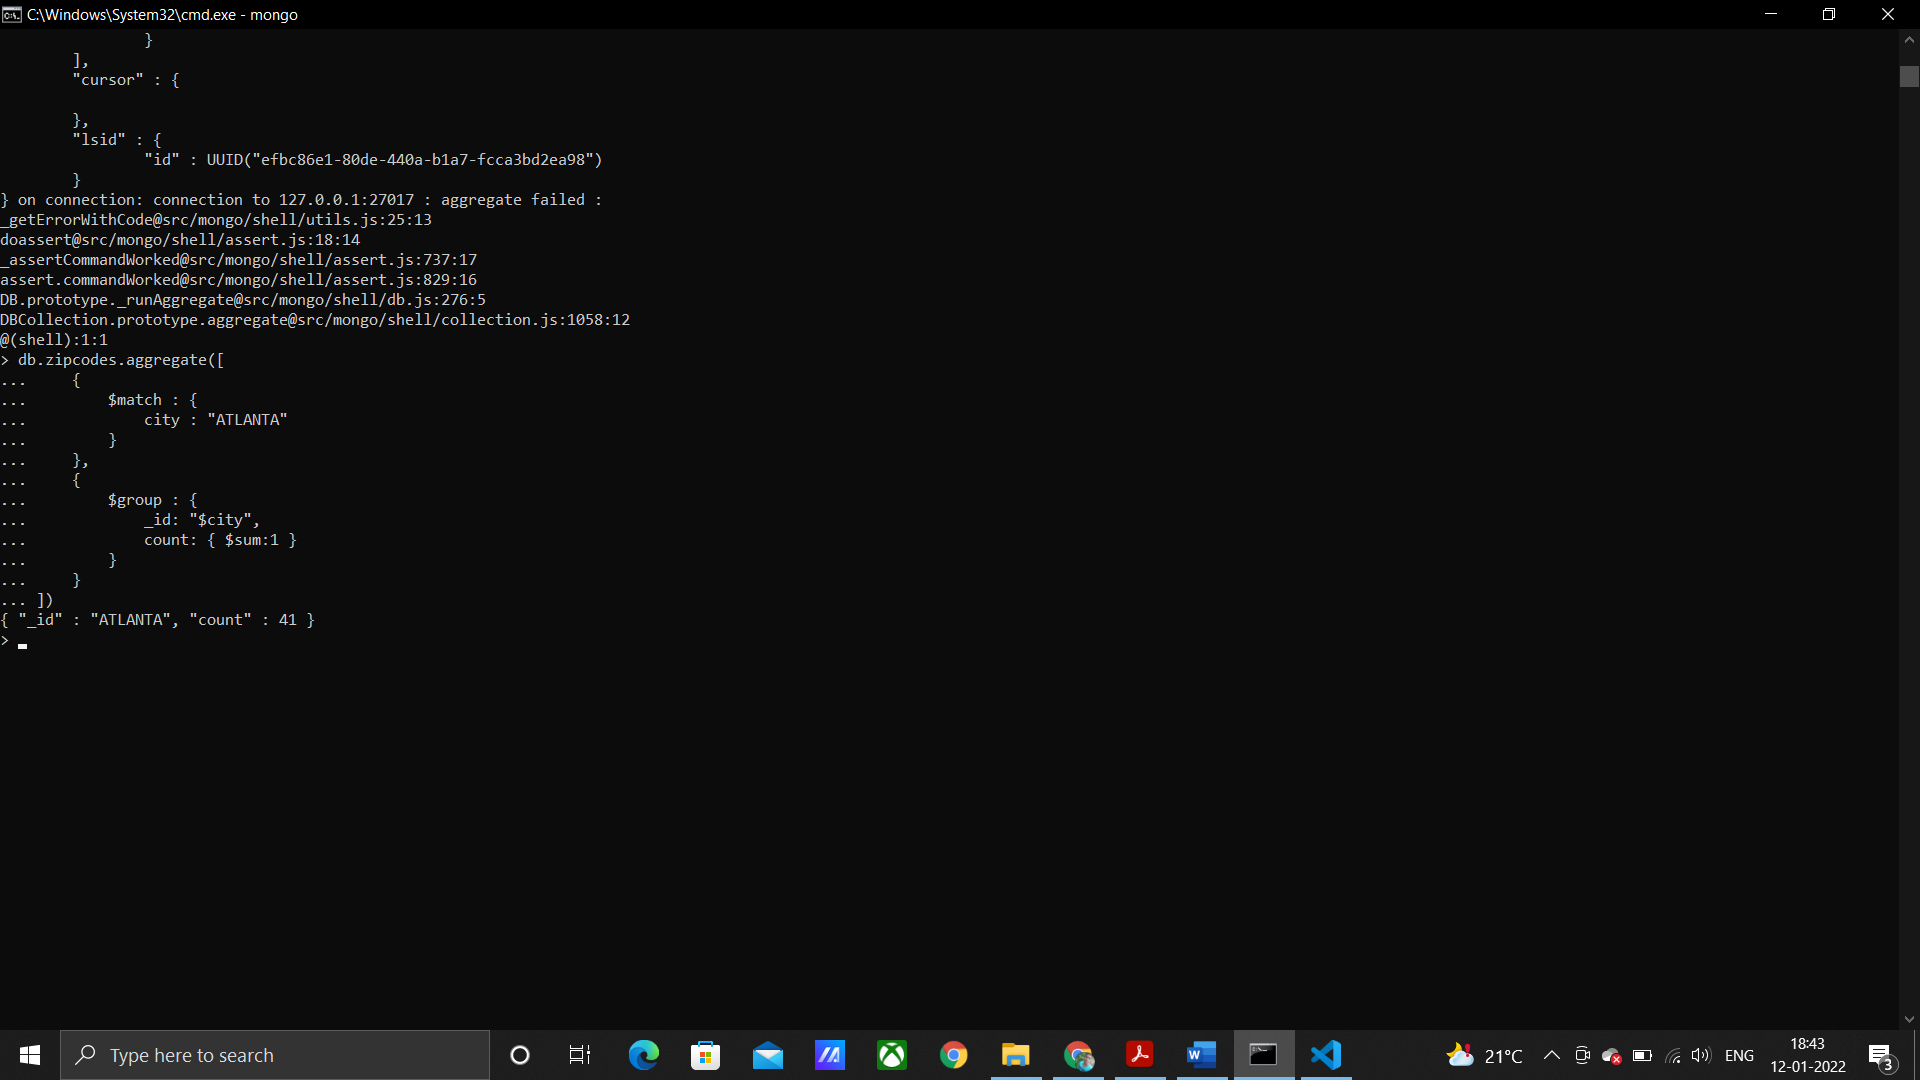 C:\Windows\System32\cmd.exe - mongo
                }
        ],
        "cursor" : {

        },
        "lsid" : {
                "id" : UUID("efbc86e1-80de-440a-b1a7-fcca3bd2ea98")
        }
} on connection: connection to 127.0.0.1:27017 : aggregate failed :
_getErrorWithCode@src/mongo/shell/utils.js:25:13
doassert@src/mongo/shell/assert.js:18:14
_assertCommandWorked@src/mongo/shell/assert.js:737:17
assert.commandWorked@src/mongo/shell/assert.js:829:16
DB.prototype._runAggregate@src/mongo/shell/db.js:276:5
DBCollection.prototype.aggregate@src/mongo/shell/collection.js:1058:12
@(shell):1:1
> db.zipcodes.aggregate([
...     {
...         $match : {
...             city : "ATLANTA"
...         }
...     },
...     {
...         $group : {
...             _id: "$city",
...             count: { $sum:1 }
...         }
...     }
... ])
{ "_id" : "ATLANTA", "count" : 41 }
>
Type here to search
21°C
ENG
18:43
12-01-2022
3